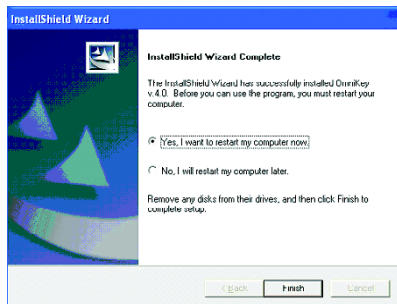 InstallShield Wizard
InstallShield Wizard Complete
The InstallShield Wizard has successfully installed OmniKey
v.4.0. Before you can use the program, you must restart your
computer.
Yes, I want to restart my computer now.
No, I will restart my computer later.
Remove any disks from their drives, and then click Finish to
complete setup.
< Back
Finish
Cancel